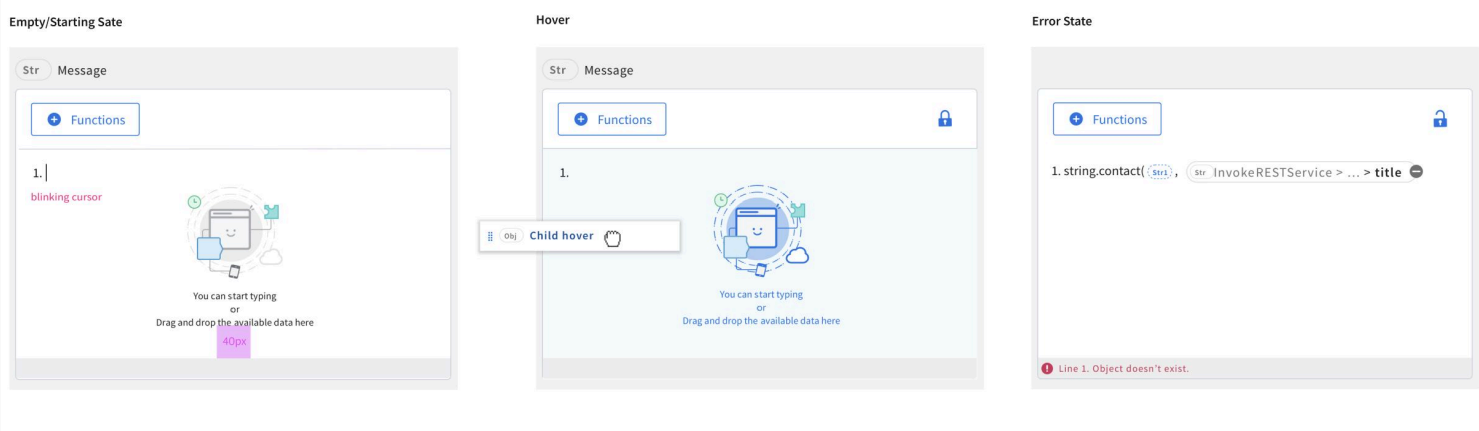 Empty/Starting Sate
Str Message
Functions
1.
blinking cursor
You can start typing
or
Drag and drop the available data here
40px
Hover
Str Message
Functions
1.
Obj Child hover
You can start typing
or
Drag and drop the available data here
Error State
Functions
1. string.contact( Str1 , Str InvokeRESTService > ... > title
Line 1. Object doesn't exist.